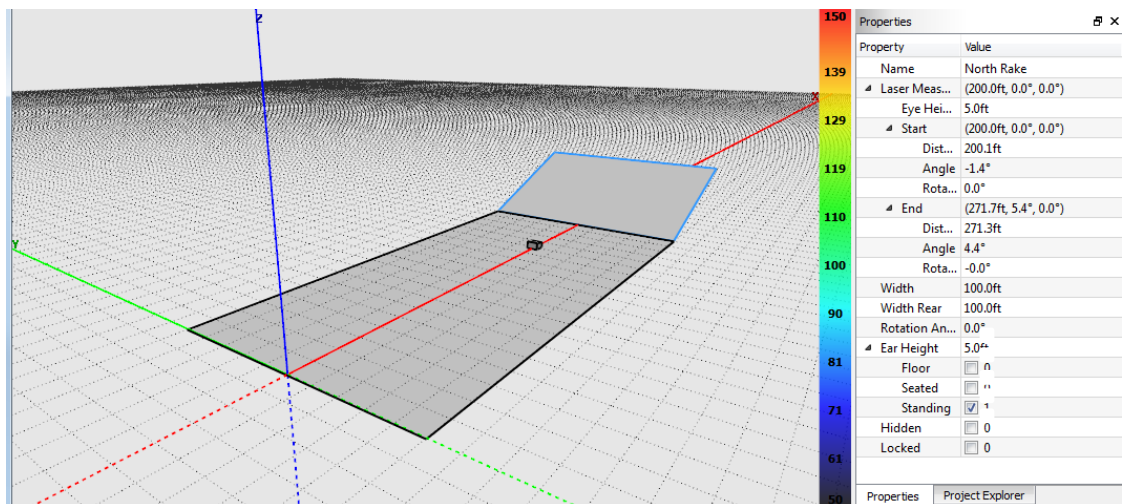 Z
X
Y
150
139
129
119
110
100
90
81
71
61
50
Properties
Property Value
Name North Rake
Laser Meas... (200.0ft, 0.0°, 0.0°)
Eye Hei... 5.0ft
Start (200.0ft, 0.0°, 0.0°)
Dist... 200.1ft
Angle -1.4°
Rota... 0.0°
End (271.7ft, 5.4°, 0.0°)
Dist... 271.3ft
Angle 4.4°
Rota... -0.0°
Width 100.0ft
Width Rear 100.0ft
Rotation An... 0.0°
Ear Height 5.0ft
Floor 0
Seated
Standing
Hidden 0
Locked 0
Properties Project Explorer